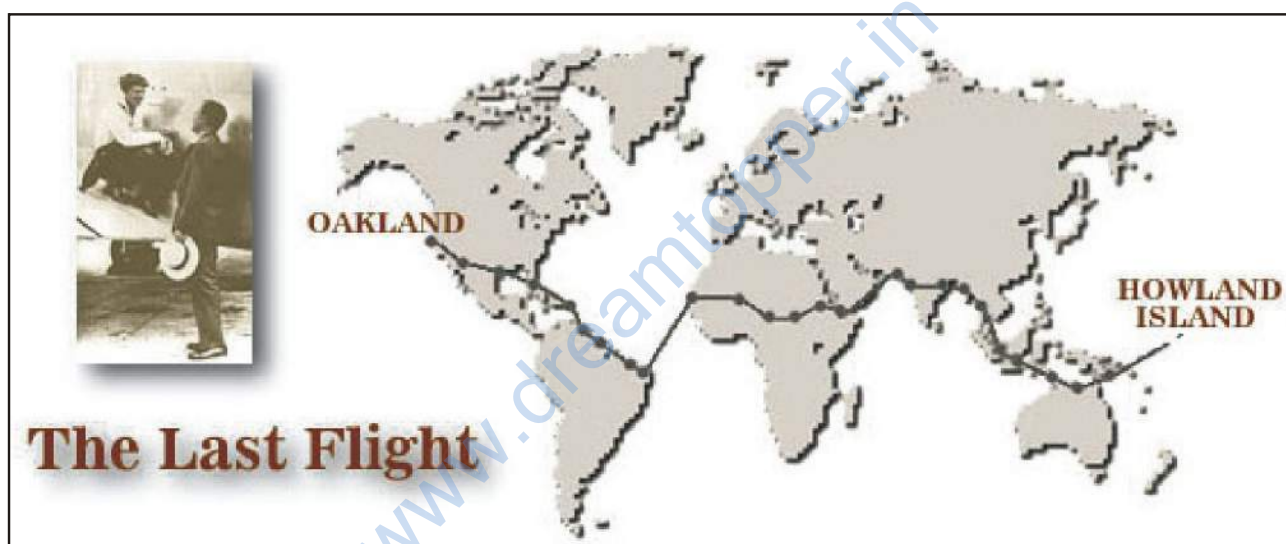 OAKLAND
HOWLAND
ISLAND
The Last Flight
www.dreamtopper.in